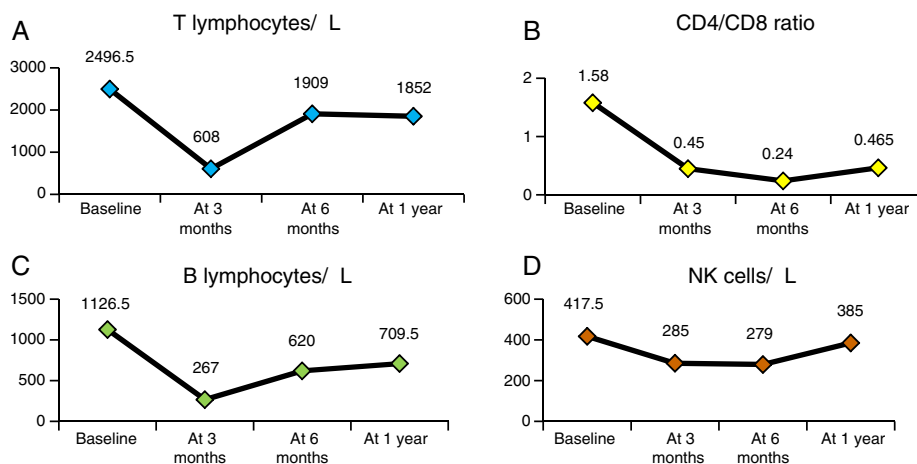 A
T lymphocytes/ L
2496.5
608
1909
1852
3000
2000
1000
0
Baseline
At 3
months
At 6
months
At 1 year
B
CD4/CD8 ratio
1.58
0.45
0.24
0.465
2
1
0
Baseline
At 3
months
At 6
months
At 1 year
C
B lymphocytes/ L
1126.5
267
620
709.5
1500
1000
500
0
Baseline
At 3
months
At 6
months
At 1 year
D
NK cells/ L
417.5
285
279
385
600
400
200
0
Baseline
At 3
months
At 6
months
At 1 year